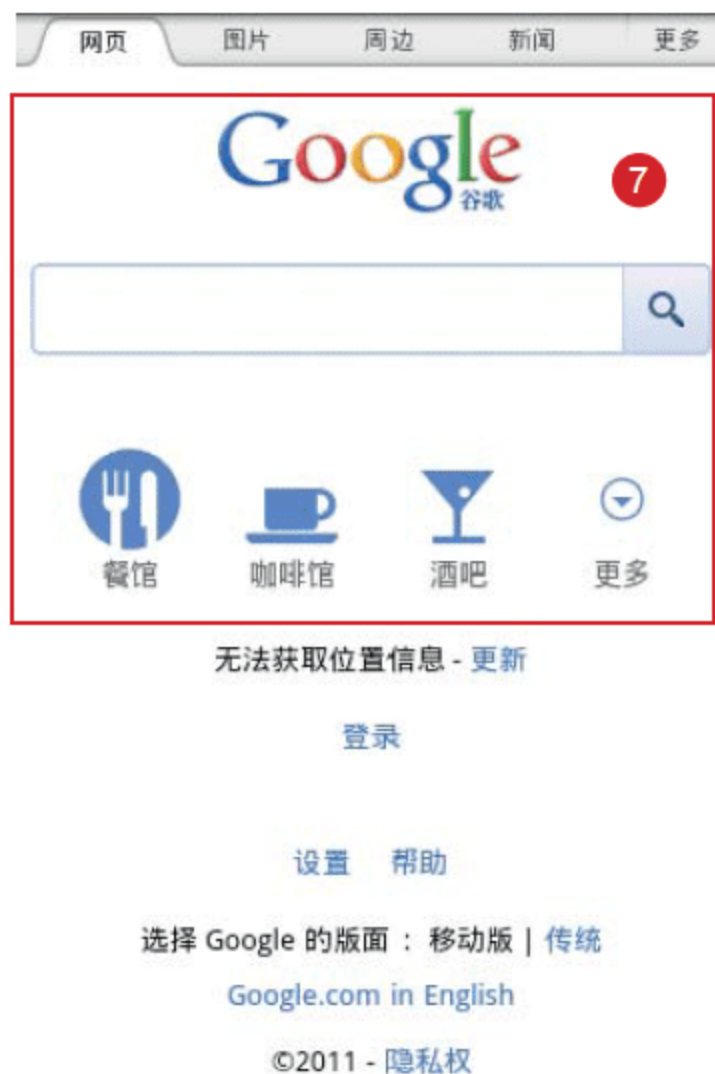 网页 图片 周边 新闻 更多
Google
谷歌
7
餐馆 咖啡馆 酒吧 更多
无法获取位置信息 - 更新
登录
设置 帮助
选择 Google 的版面 ： 移动版 | 传统
Google.com in English
©2011 - 隐私权